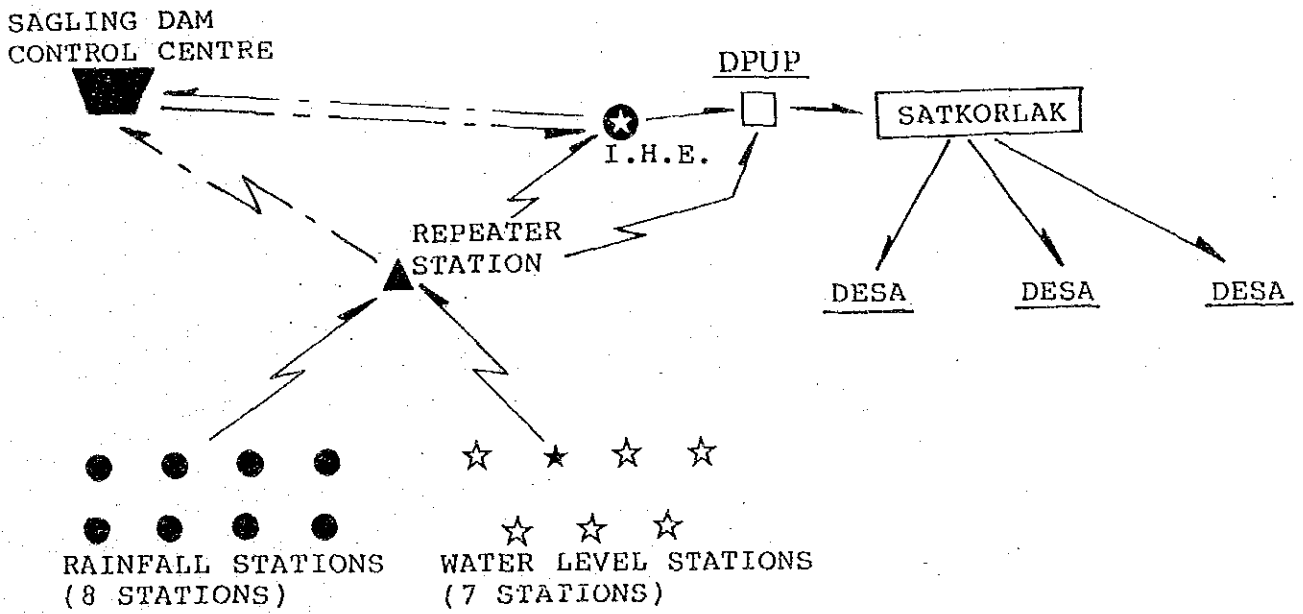 SAGLING DAM
CONTROL CENTRE
DPUP
SATKORLAK
I.H.E.
REPEATER
STATION
DESA
DESA
DESA
RAINFALL STATIONS
(8 STATIONS)
WATER LEVEL STATIONS
(7 STATIONS)